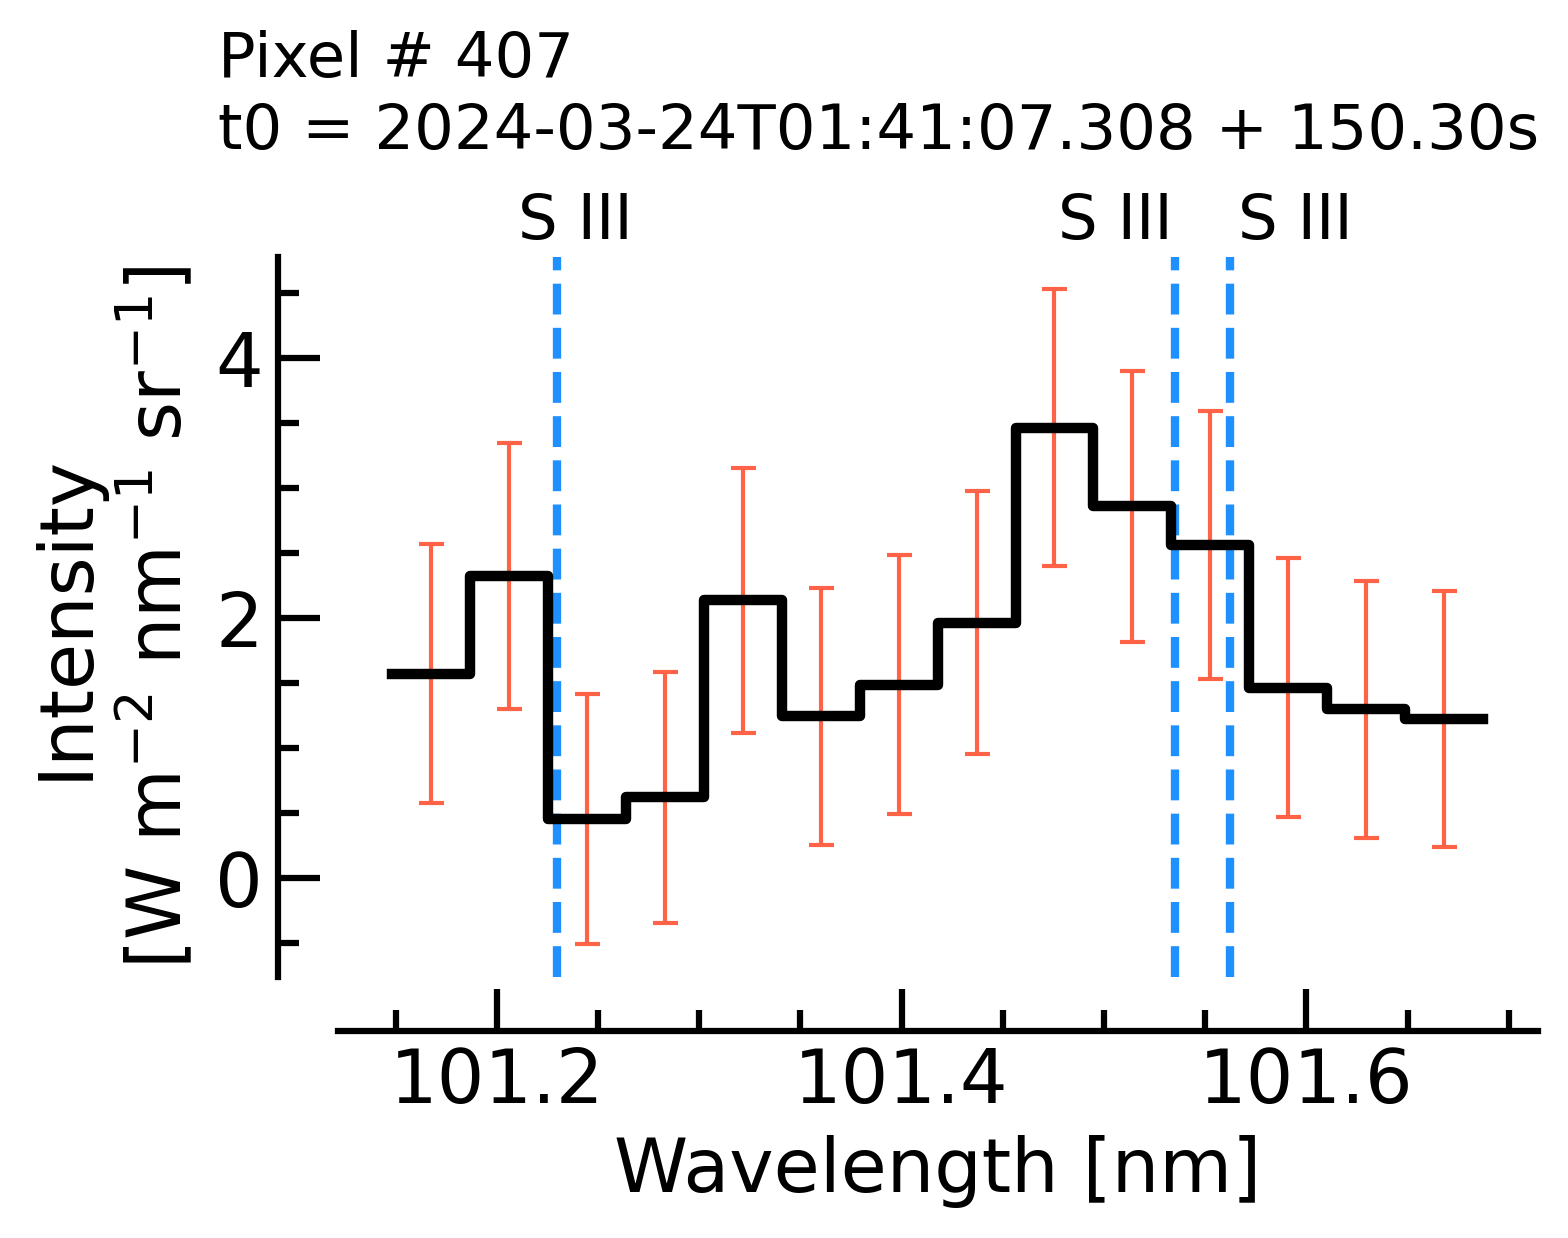 Pixel # 407
t0 = 2024-03-24T01:41:07.308 + 150.30s
S III S III S III
Intensity
[W m⁻² nm⁻¹ sr⁻¹]
4
2
0
101.2 101.4 101.6
Wavelength [nm]